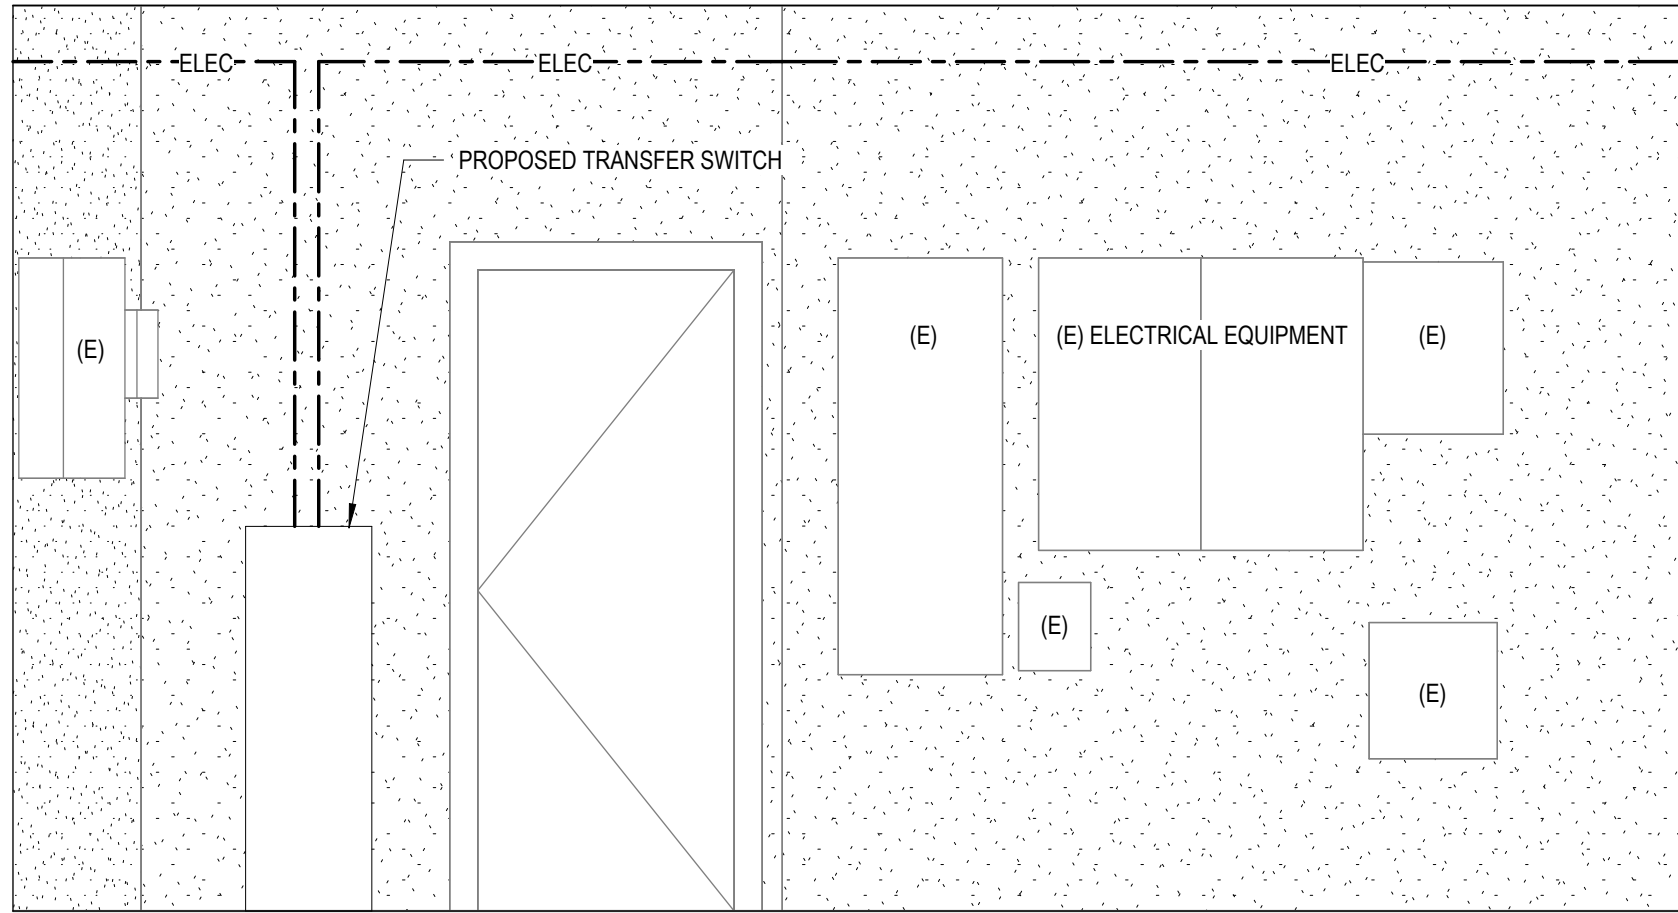 ELEC ELEC ELEC
PROPOSED TRANSFER SWITCH
(E) (E) (E) ELECTRICAL EQUIPMENT (E)
(E)
(E)